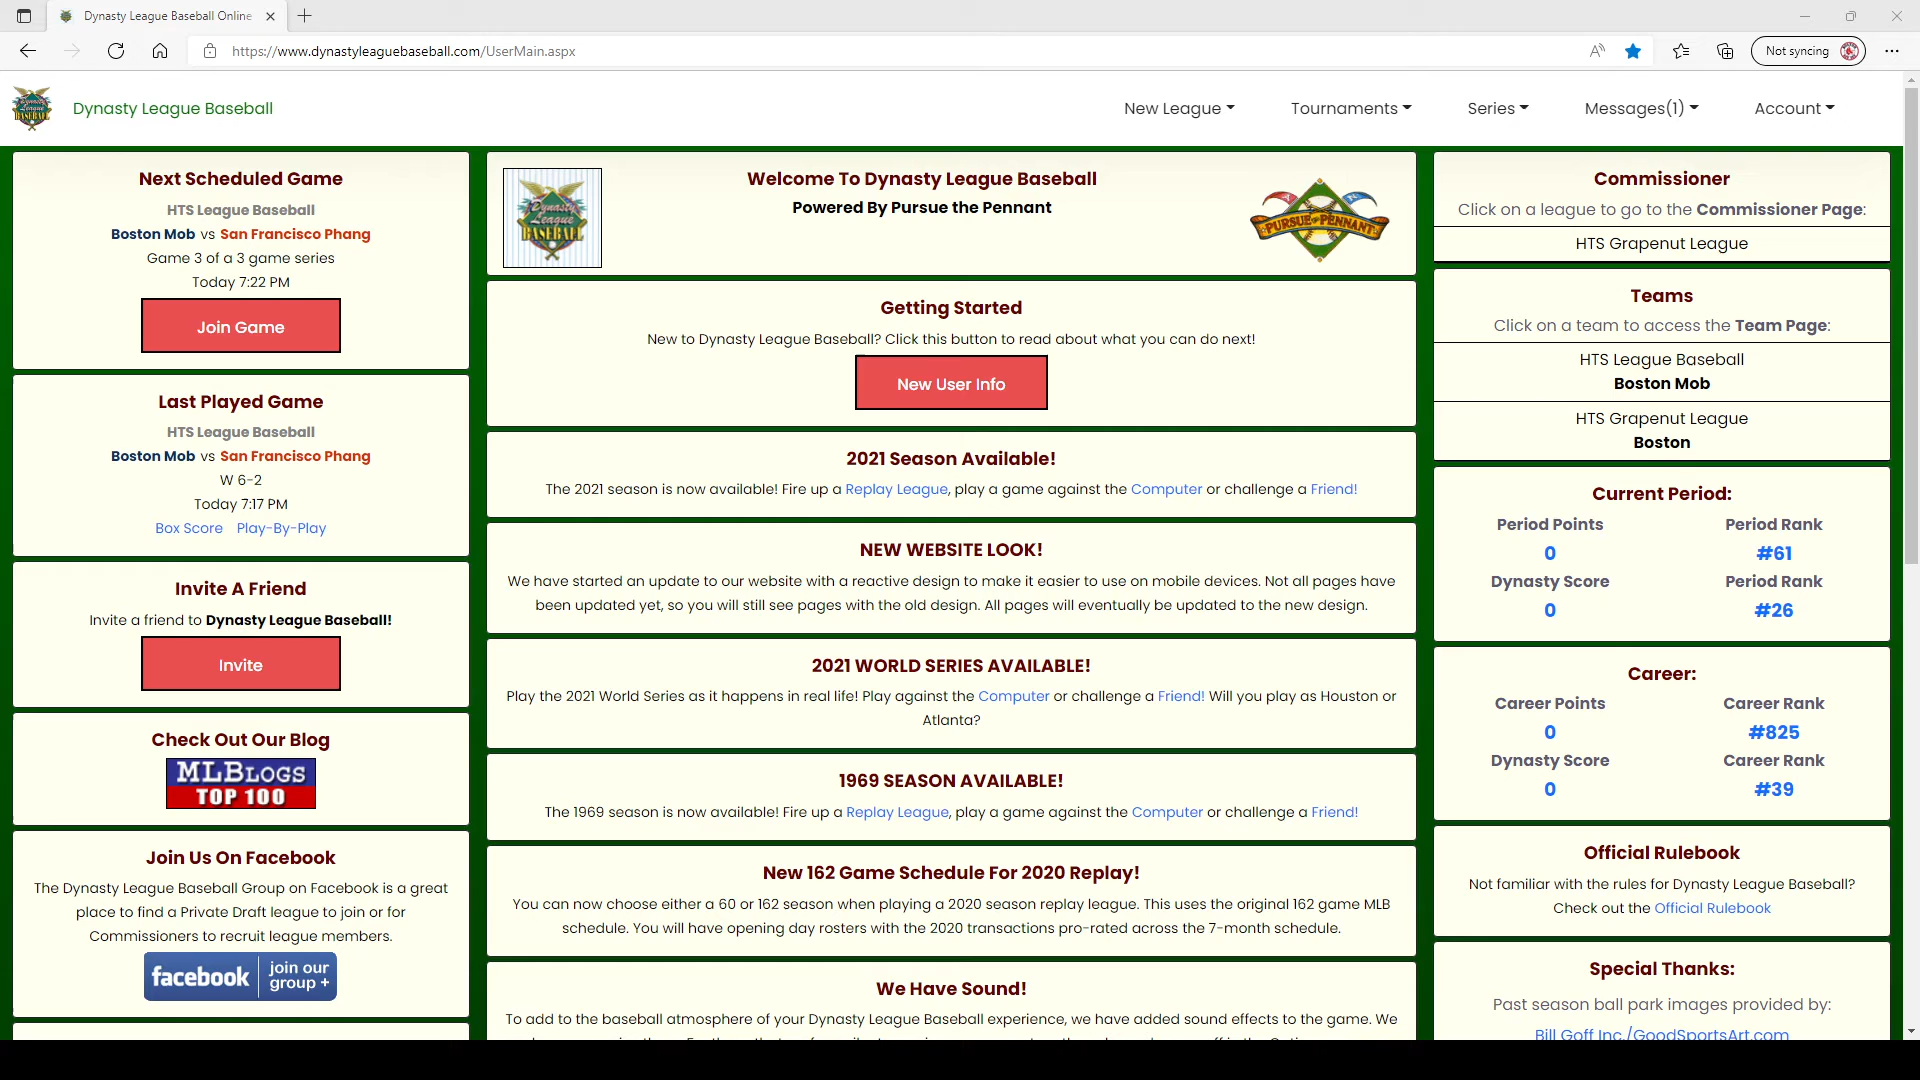 Dynasty League Baseball Online
https://www.dynastyleaguebaseball.com/UserMain.aspx
Not syncing
Dynasty League Baseball
New League
Tournaments
Series
Messages(1)
Account
Next Scheduled Game
HTS League Baseball
Boston Mob vs San Francisco Phang
Game 3 of a 3 game series
Today 7:22 PM
Join Game
Last Played Game
HTS League Baseball
Boston Mob vs San Francisco Phang
W 6-2
Today 7:17 PM
Box Score Play-By-Play
Invite A Friend
Invite a friend to Dynasty League Baseball!
Invite
Check Out Our Blog
MLBLOGS
TOP 100
Join Us On Facebook
The Dynasty League Baseball Group on Facebook is a great
place to find a Private Draft league to join or for
Commissioners to recruit league members.
facebook
join our
group +
Dynasty
League
BASEBALL
Welcome To Dynasty League Baseball
Powered By Pursue the Pennant
PURSUE THE PENNANT
Getting Started
New to Dynasty League Baseball? Click this button to read about what you can do next!
New User Info
2021 Season Available!
The 2021 season is now available! Fire up a Replay League, play a game against the Computer or challenge a Friend!
NEW WEBSITE LOOK!
We have started an update to our website with a reactive design to make it easier to use on mobile devices. Not all pages have
been updated yet, so you will still see pages with the old design. All pages will eventually be updated to the new design.
2021 WORLD SERIES AVAILABLE!
Play the 2021 World Series as it happens in real life! Play against the Computer or challenge a Friend! Will you play as Houston or
Atlanta?
1969 SEASON AVAILABLE!
The 1969 season is now available! Fire up a Replay League, play a game against the Computer or challenge a Friend!
New 162 Game Schedule For 2020 Replay!
You can now choose either a 60 or 162 season when playing a 2020 season replay league. This uses the original 162 game MLB
schedule. You will have opening day rosters with the 2020 transactions pro-rated across the 7-month schedule.
We Have Sound!
To add to the baseball atmosphere of your Dynasty League Baseball experience, we have added sound effects to the game. We
Commissioner
Click on a league to go to the Commissioner Page:
HTS Grapenut League
Teams
Click on a team to access the Team Page:
HTS League Baseball
Boston Mob
HTS Grapenut League
Boston
Current Period:
Period Points Period Rank
0 #61
Dynasty Score Period Rank
0 #26
Career:
Career Points Career Rank
0 #825
Dynasty Score Career Rank
0 #39
Official Rulebook
Not familiar with the rules for Dynasty League Baseball?
Check out the Official Rulebook
Special Thanks:
Past season ball park images provided by:
Bill Goff Inc./GoodSportsArt.com